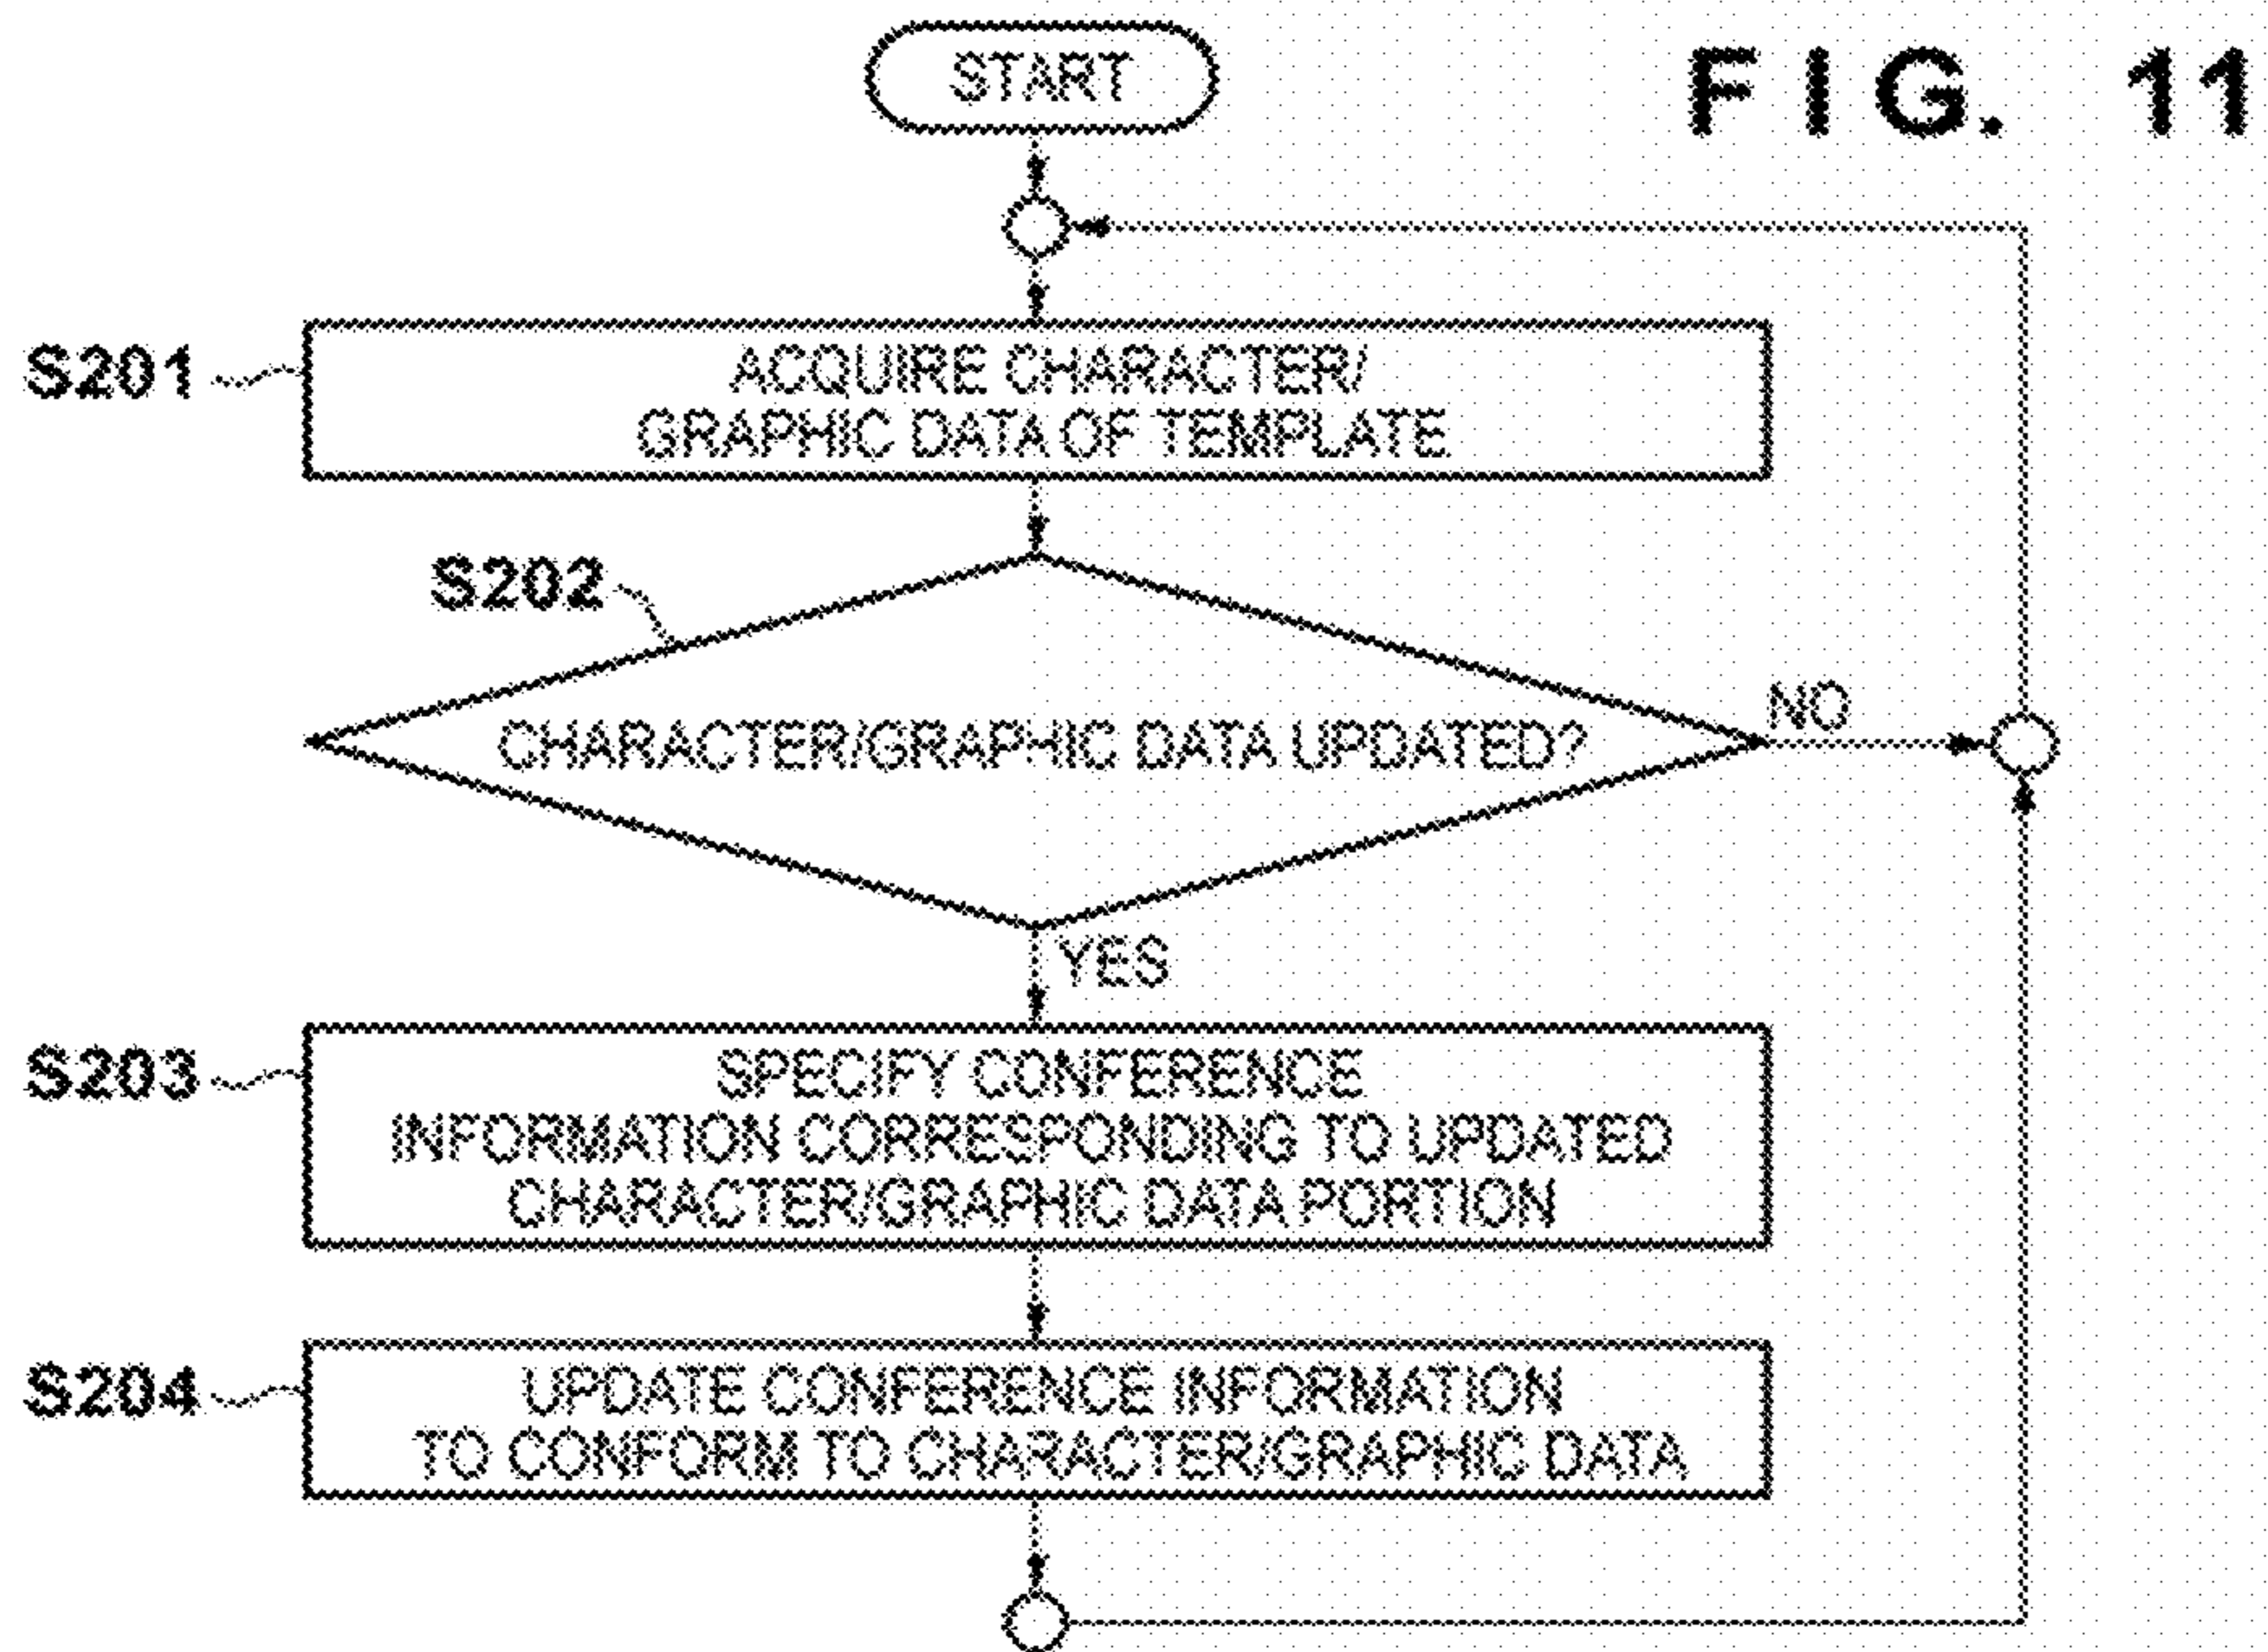 START
FIG. 11
S201
ACQUIRE CHARACTER/
GRAPHIC DATA OF TEMPLATE
S202
CHARACTER/GRAPHIC DATA UPDATED?
NO
YES
S203
SPECIFY CONFERENCE
INFORMATION CORRESPONDING TO UPDATED
CHARACTER/GRAPHIC DATA PORTION
S204
UPDATE CONFERENCE INFORMATION
TO CONFORM TO CHARACTER/GRAPHIC DATA